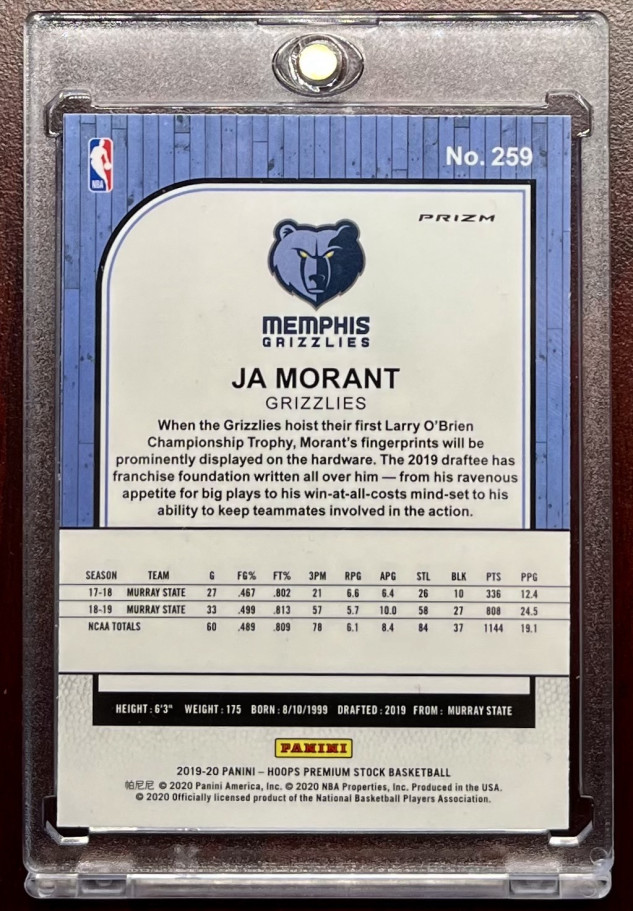 No. 259
NBA
PRIZM
MEMPHIS
GRIZZLIES
JA MORANT
GRIZZLIES
When the Grizzlies hoist their first Larry O'Brien
Championship Trophy, Morant's fingerprints will be
prominently displayed on the hardware. The 2019 draftee has
franchise foundation written all over him — from his ravenous
appetite for big plays to his win-at-all-costs mind-set to his
ability to keep teammates involved in the action.
SEASON TEAM G FG% FT% 3PM RPG APG STL BLK PTS PPG
17-18 MURRAY STATE 27 .467 .802 21 6.6 6.4 26 10 336 12.4
18-19 MURRAY STATE 33 .499 .813 57 5.7 10.0 58 27 808 24.5
NCAA TOTALS 60 .489 .809 78 6.1 8.4 84 37 1144 19.1
HEIGHT: 6'3" WEIGHT: 175 BORN: 8/10/1999 DRAFTED: 2019 FROM: MURRAY STATE
PANINI
2019-20 PANINI – HOOPS PREMIUM STOCK BASKETBALL
帕尼尼 © 2020 Panini America, Inc. © 2020 NBA Properties, Inc. Produced in the USA.
© 2020 Officially licensed product of the National Basketball Players Association.